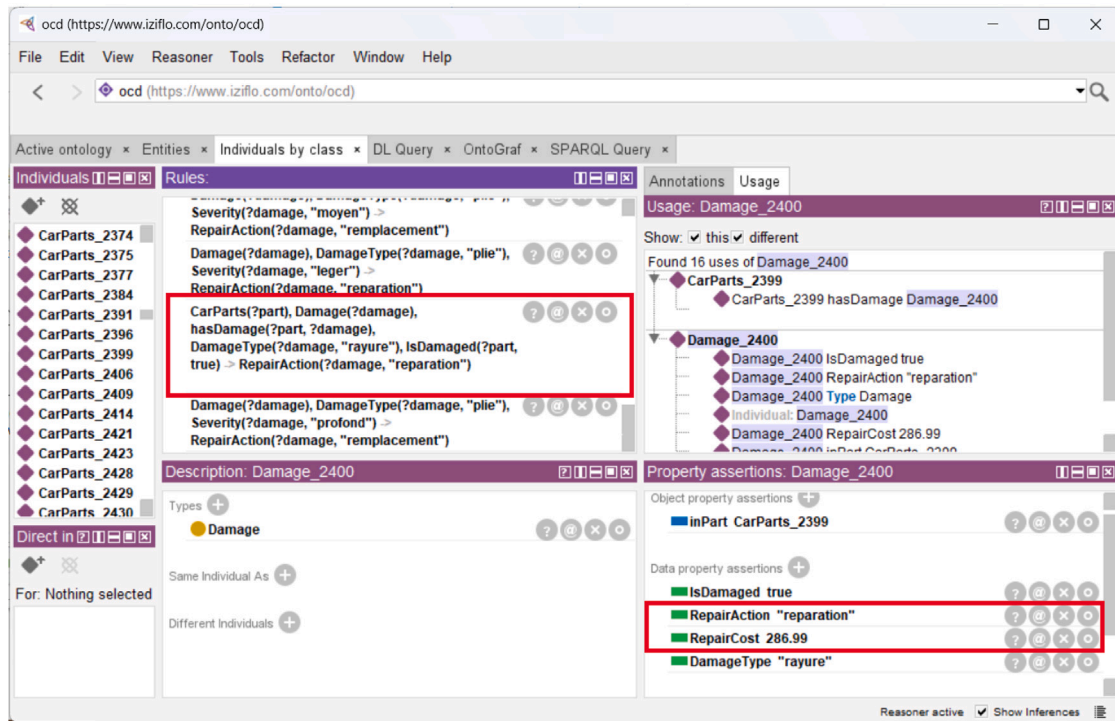 ocd (https://www.iziflo.com/onto/ocd)
File Edit View Reasoner Tools Refactor Window Help
ocd (https://www.iziflo.com/onto/ocd)
Active ontology × Entities × Individuals by class × DL Query × OntoGraf × SPARQL Query ×
Individuals
CarParts_2374
CarParts_2375
CarParts_2377
CarParts_2384
CarParts_2391
CarParts_2396
CarParts_2399
CarParts_2406
CarParts_2409
CarParts_2414
CarParts_2421
CarParts_2423
CarParts_2428
CarParts_2429
CarParts_2430
Direct in
For: Nothing selected
Rules:
Damage(?damage), DamageType(?damage, "plie"),
Severity(?damage, "moyen") ->
RepairAction(?damage, "remplacement")
Damage(?damage), DamageType(?damage, "plie"),
Severity(?damage, "leger") ->
RepairAction(?damage, "reparation")
CarParts(?part), Damage(?damage),
hasDamage(?part, ?damage),
DamageType(?damage, "rayure"), IsDamaged(?part,
true) -> RepairAction(?damage, "reparation")
Damage(?damage), DamageType(?damage, "plie"),
Severity(?damage, "profond") ->
RepairAction(?damage, "remplacement")
Description: Damage_2400
Types
Damage
Same Individual As
Different Individuals
Annotations Usage
Usage: Damage_2400
Show: this different
Found 16 uses of Damage_2400
CarParts_2399
CarParts_2399 hasDamage Damage_2400
Damage_2400
Damage_2400 IsDamaged true
Damage_2400 RepairAction "reparation"
Damage_2400 Type Damage
Individual: Damage_2400
Damage_2400 RepairCost 286.99
Damage_2400 inPart CarParts_2399
Property assertions: Damage_2400
Object property assertions
inPart CarParts_2399
Data property assertions
IsDamaged true
RepairAction "reparation"
RepairCost 286.99
DamageType "rayure"
Reasoner active Show Inferences